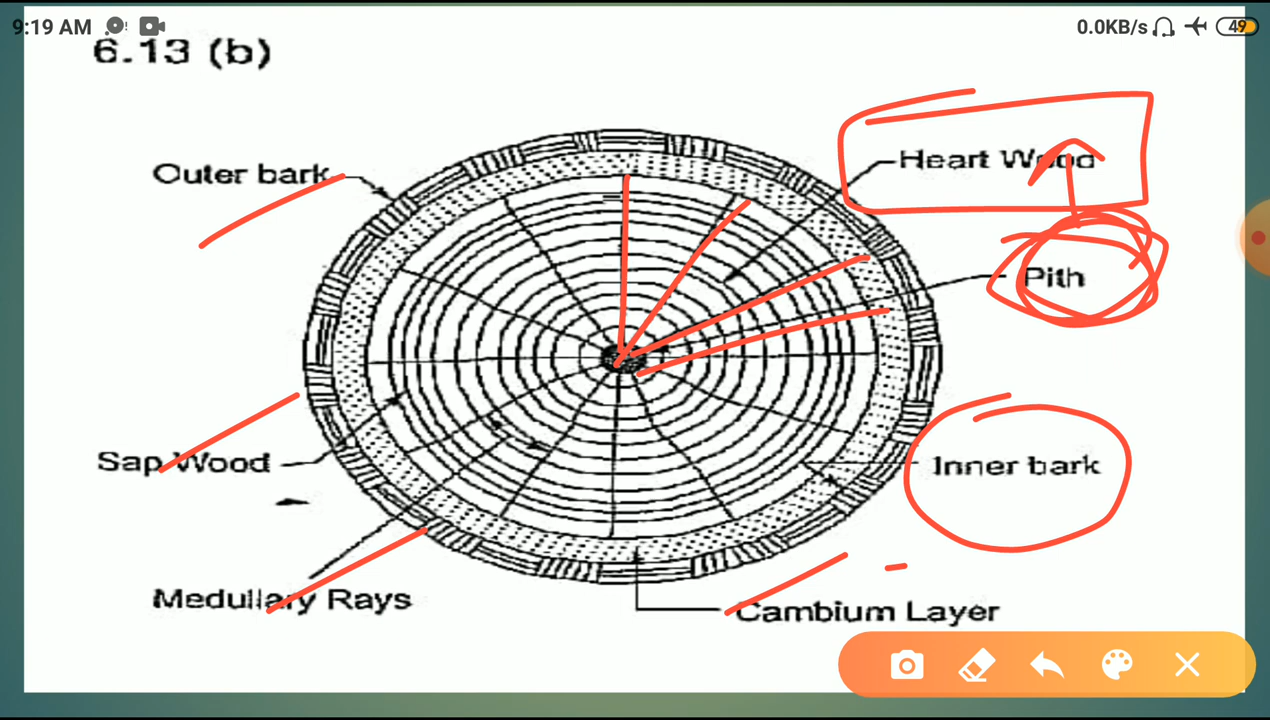 9:19 AM
0.0KB/s
49
6.13 (b)
Outer bark
Heart Wood
Pith
Sap Wood
Inner bark
Medullary Rays
Cambium Layer